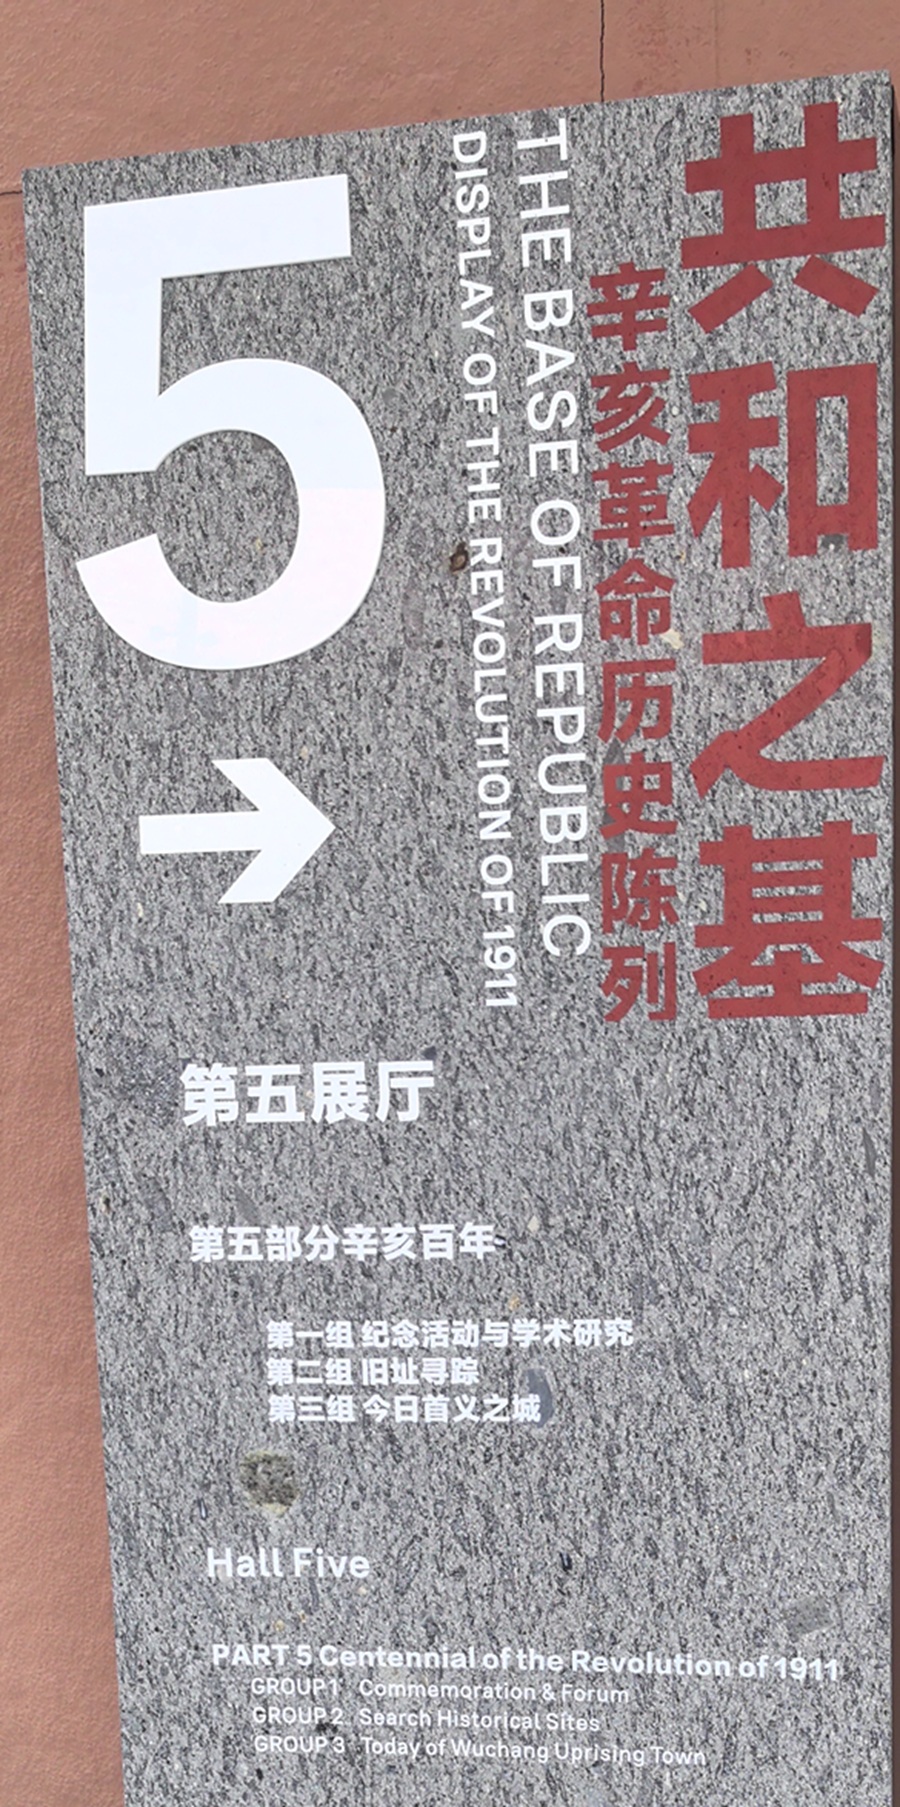 共和之基
辛亥革命历史陈列
THE BASE OF REPUBLIC
DISPLAY OF THE REVOLUTION OF 1911
5
第五展厅
第五部分辛亥百年
第一组 纪念活动与学术研究
第二组 旧址寻踪
第三组 今日首义之城
Hall Five
PART 5 Centennial of the Revolution of 1911
GROUP 1 Commemoration & Forum
GROUP 2 Search Historical Sites
GROUP 3 Today of Wuchang Uprising Town